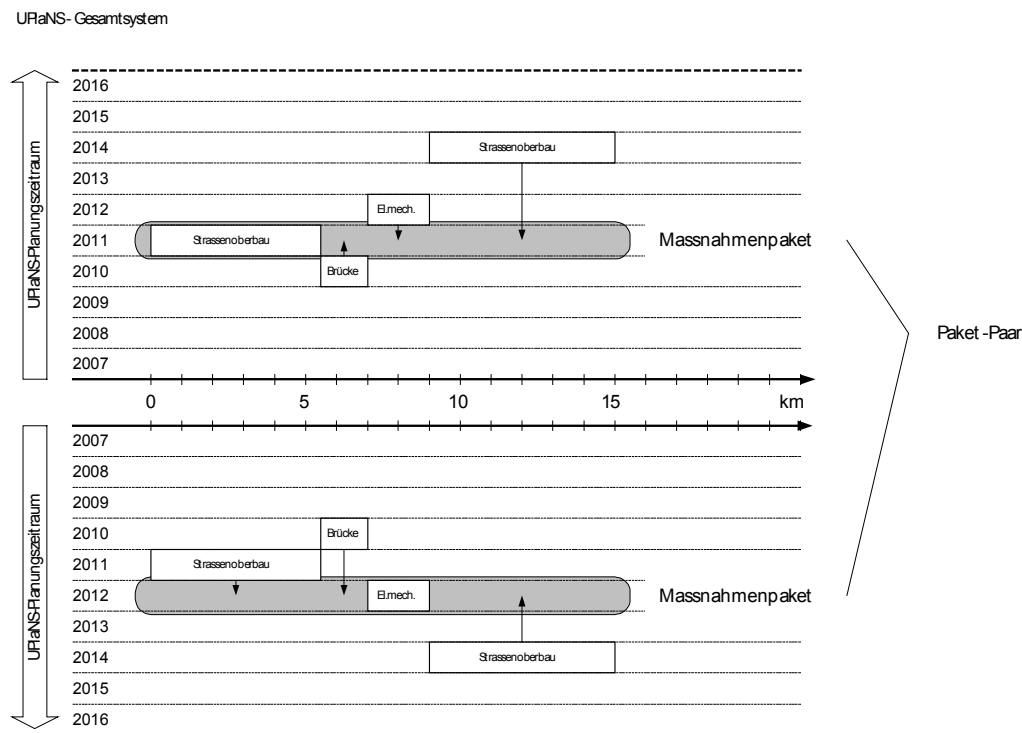 UPlaNS- Gesamtsystem
UPlaNS-Planungszeitraum
2016
2015
2014
Strassenoberbau
2013
2012
El.mech.
2011
Strassenoberbau
Massnahmenpaket
2010
Brücke
2009
2008
2007
Paket -Paar
0 5 10 15 km
UPlaNS-Planungszeitraum
2007
2008
2009
2010
Brücke
2011
Strassenoberbau
2012
El.mech.
Massnahmenpaket
2013
2014
Strassenoberbau
2015
2016